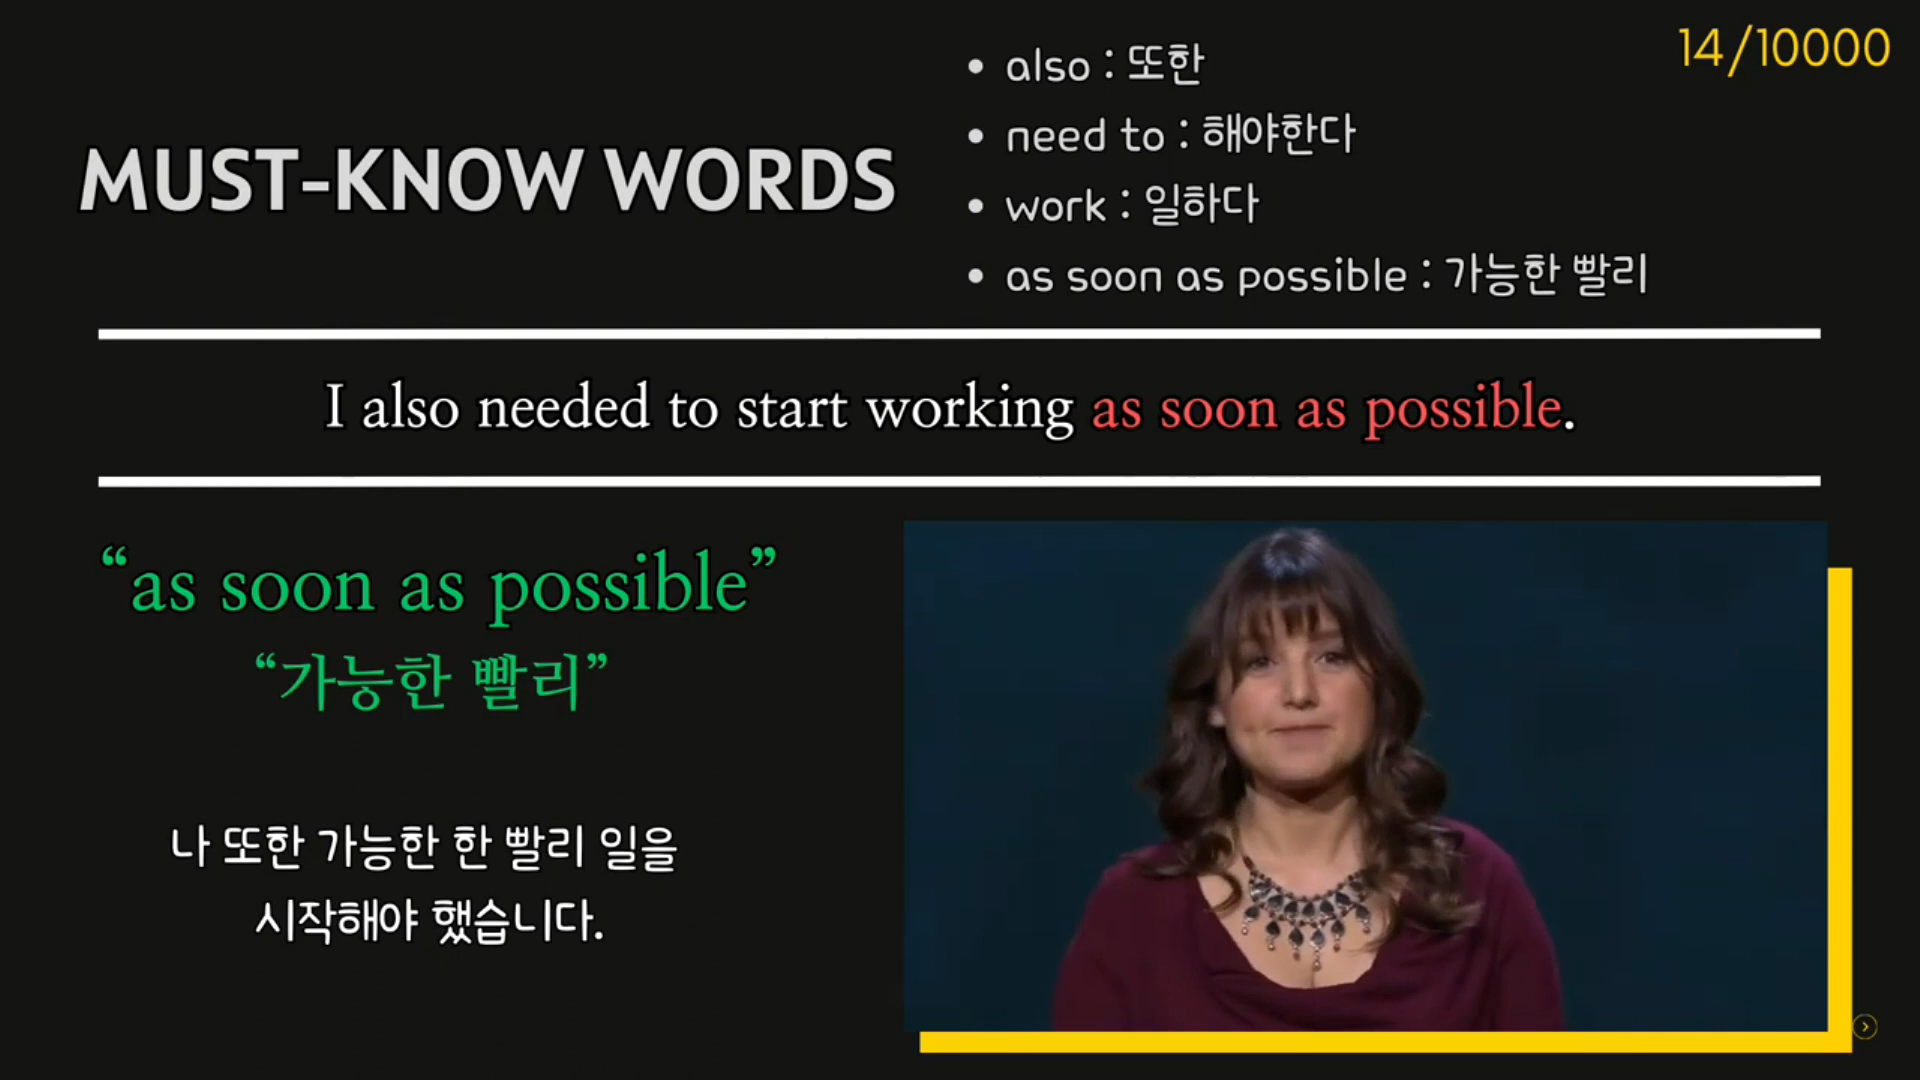 14/10000
MUST-KNOW WORDS
• also : 또한
• need to : 해야한다
• work : 일하다
• as soon as possible : 가능한 빨리
I also needed to start working as soon as possible.
“as soon as possible”
“가능한 빨리”
나 또한 가능한 한 빨리 일을
시작해야 했습니다.